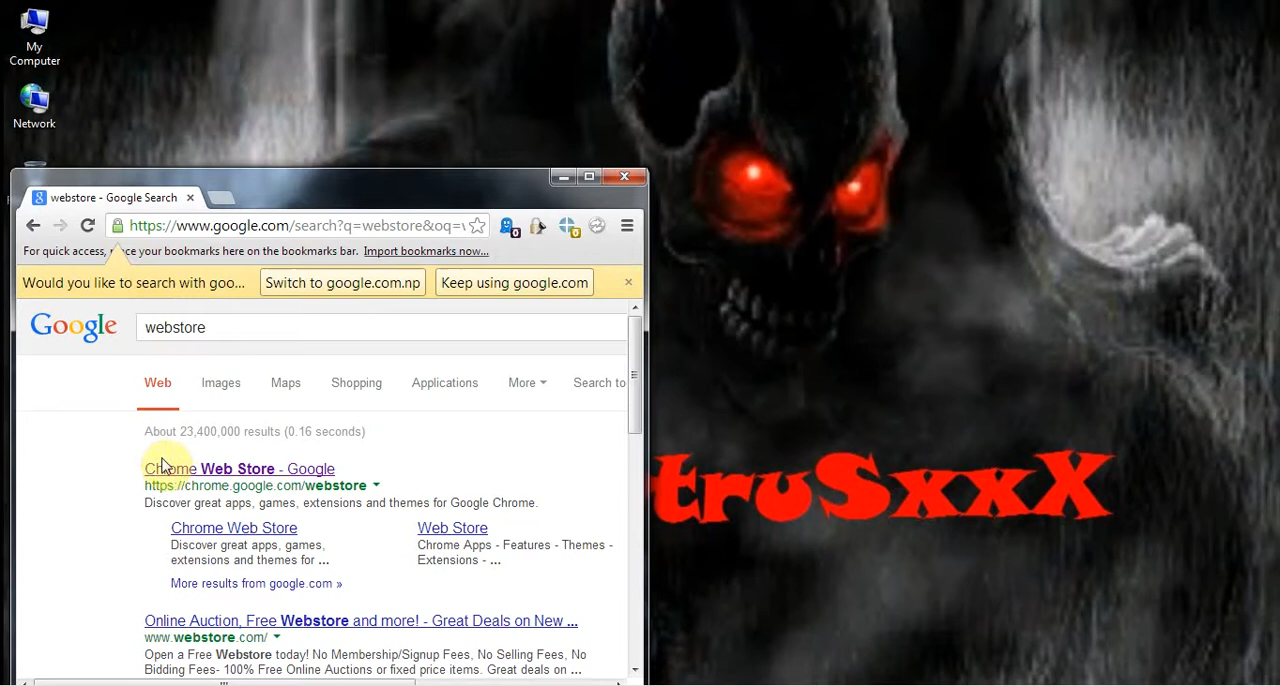 My
Computer
Network
webstore - Google Search
https://www.google.com/search?q=webstore&oq=
For quick access, place your bookmarks here on the bookmarks bar. Import bookmarks now...
Would you like to search with goo... Switch to google.com.np Keep using google.com
Google webstore
Web Images Maps Shopping Applications More Search to
About 23,400,000 results (0.16 seconds)
Chrome Web Store - Google
https://chrome.google.com/webstore
Discover great apps, games, extensions and themes for Google Chrome.
Chrome Web Store
Discover great apps, games,
extensions and themes for ...
Web Store
Chrome Apps - Features - Themes -
Extensions - ...
More results from google.com »
Online Auction, Free Webstore and more! - Great Deals on New ...
www.webstore.com/
Open a Free Webstore today! No Membership/Signup Fees, No Selling Fees, No
Bidding Fees- 100% Free Online Auctions or fixed price items. Great deals on ...
truSxxX